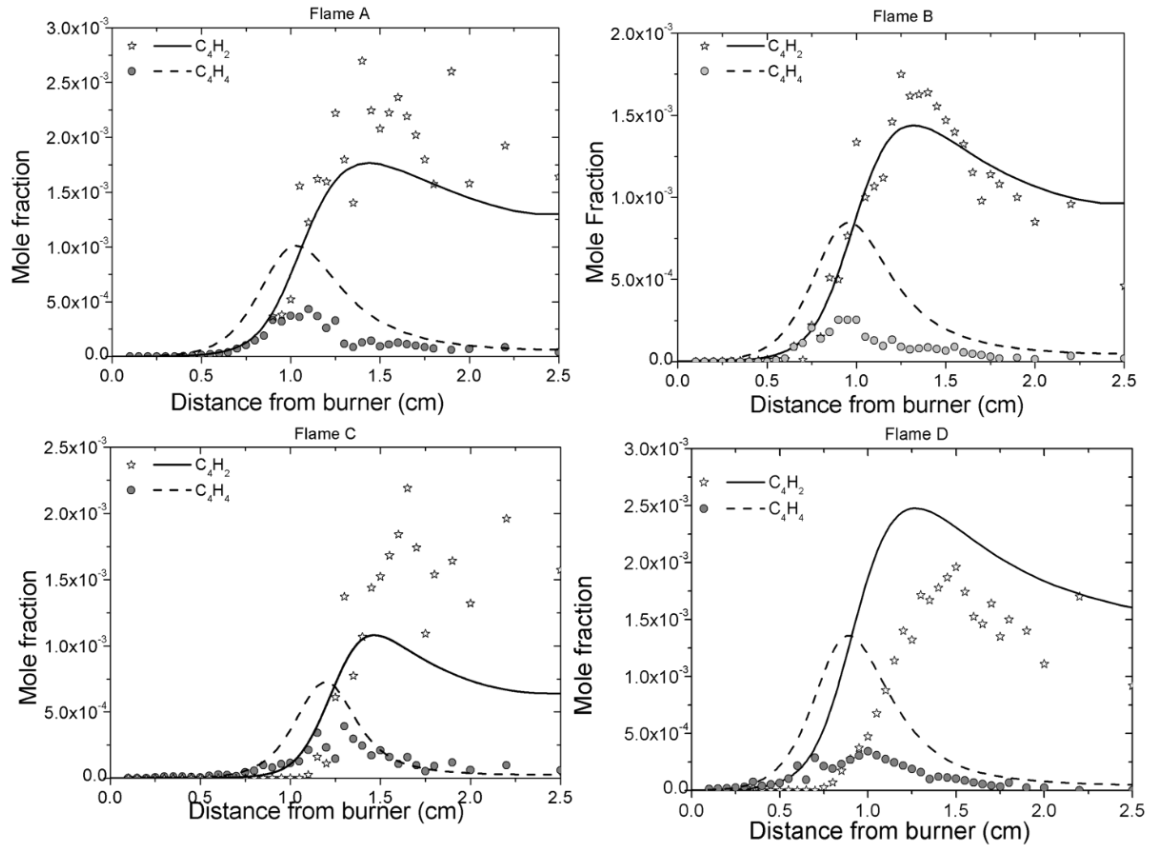 Flame A
3.0x10⁻³
2.5x10⁻³
2.0x10⁻³
1.5x10⁻³
1.0x10⁻³
5.0x10⁻⁴
0.0
Mole fraction
C₄H₂
C₄H₄
0.0 0.5 1.0 1.5 2.0 2.5
Distance from burner (cm)
Flame B
2.0x10⁻³
1.5x10⁻³
1.0x10⁻³
5.0x10⁻⁴
0.0
Mole Fraction
C₄H₂
C₄H₄
0.0 0.5 1.0 1.5 2.0 2.5
Distance from burner (cm)
Flame C
2.5x10⁻³
2.0x10⁻³
1.5x10⁻³
1.0x10⁻³
5.0x10⁻⁴
0.0
Mole fraction
C₄H₂
C₄H₄
0.0 0.5 1.0 1.5 2.0 2.5
Distance from burner (cm)
Flame D
3.0x10⁻³
2.5x10⁻³
2.0x10⁻³
1.5x10⁻³
1.0x10⁻³
5.0x10⁻⁴
0.0
Mole fraction
C₄H₂
C₄H₄
0.0 0.5 1.0 1.5 2.0 2.5
Distance from burner (cm)